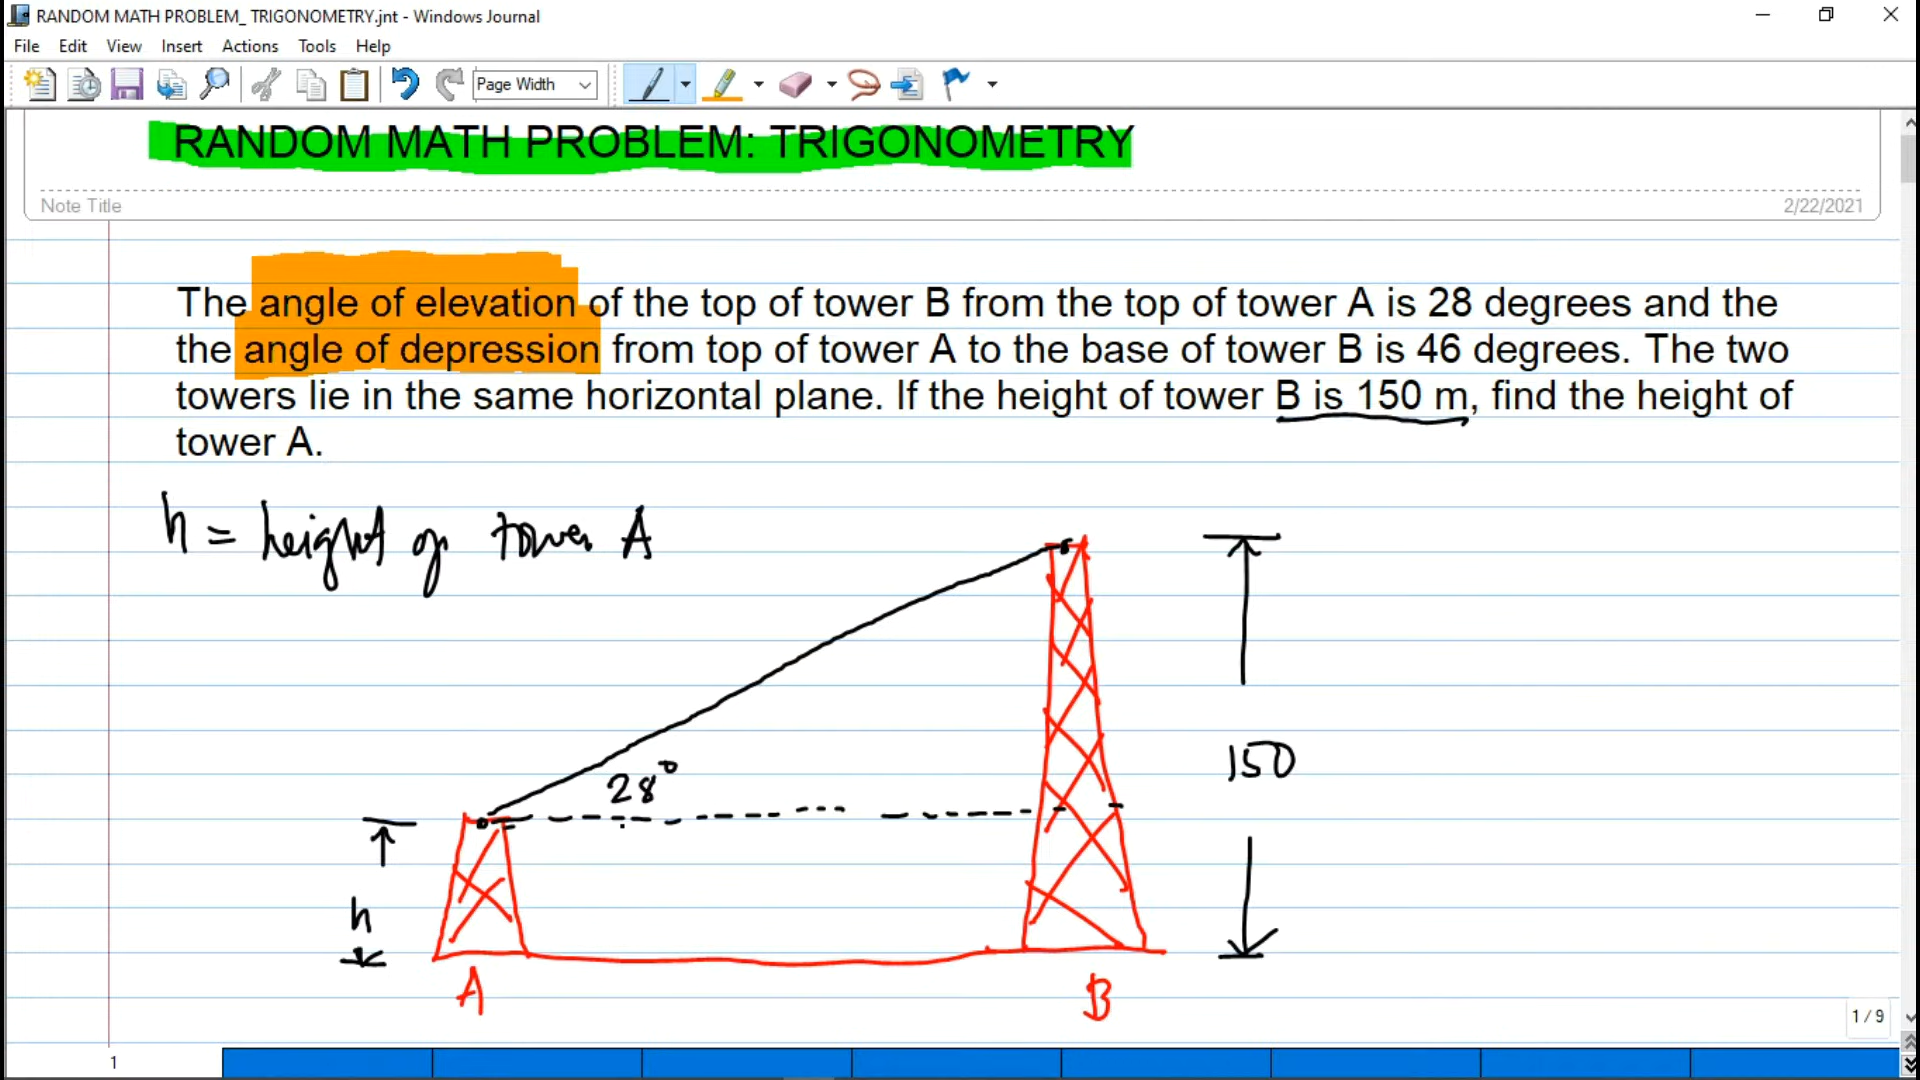 RANDOM MATH PROBLEM_ TRIGONOMETRY.jnt - Windows Journal
File Edit View Insert Actions Tools Help
Page Width
RANDOM MATH PROBLEM: TRIGONOMETRY
Note Title
2/22/2021
The angle of elevation of the top of tower B from the top of tower A is 28 degrees and the
the angle of depression from top of tower A to the base of tower B is 46 degrees. The two
towers lie in the same horizontal plane. If the height of tower B is 150 m, find the height of
tower A.
h = height of tower A
28°
150
h
A
B
1 / 9
1